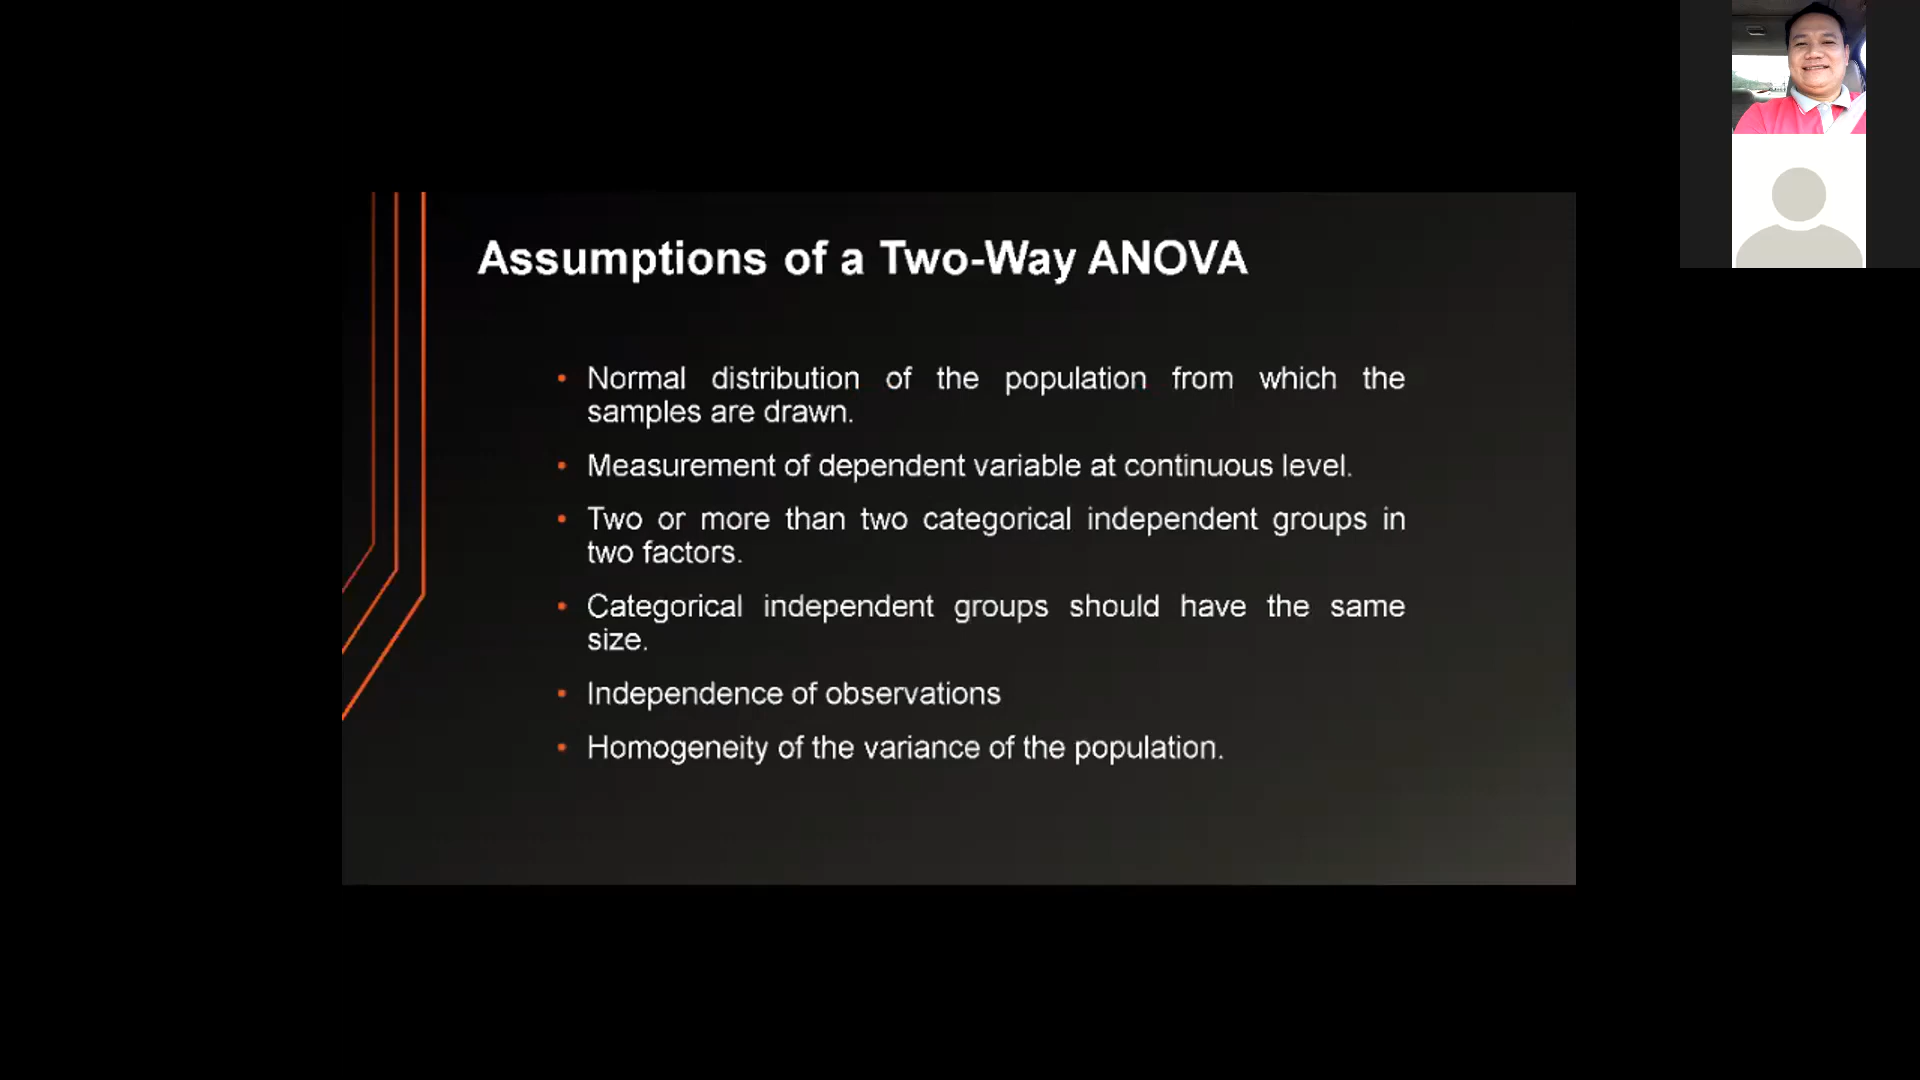 Assumptions of a Two-Way ANOVA
• Normal distribution of the population from which the
samples are drawn.
• Measurement of dependent variable at continuous level.
• Two or more than two categorical independent groups in
two factors.
• Categorical independent groups should have the same
size.
• Independence of observations
• Homogeneity of the variance of the population.